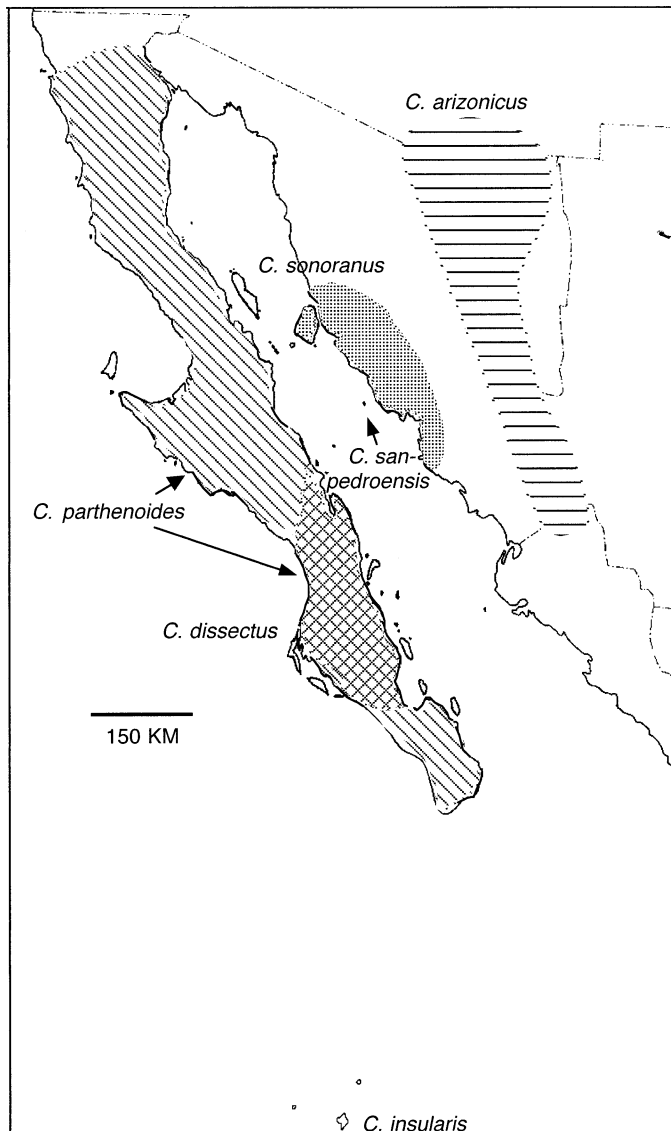 C. arizonicus
C. sonoranus
C. san-
pedroensis
C. parthenoides
C. dissectus
150 KM
C. insularis